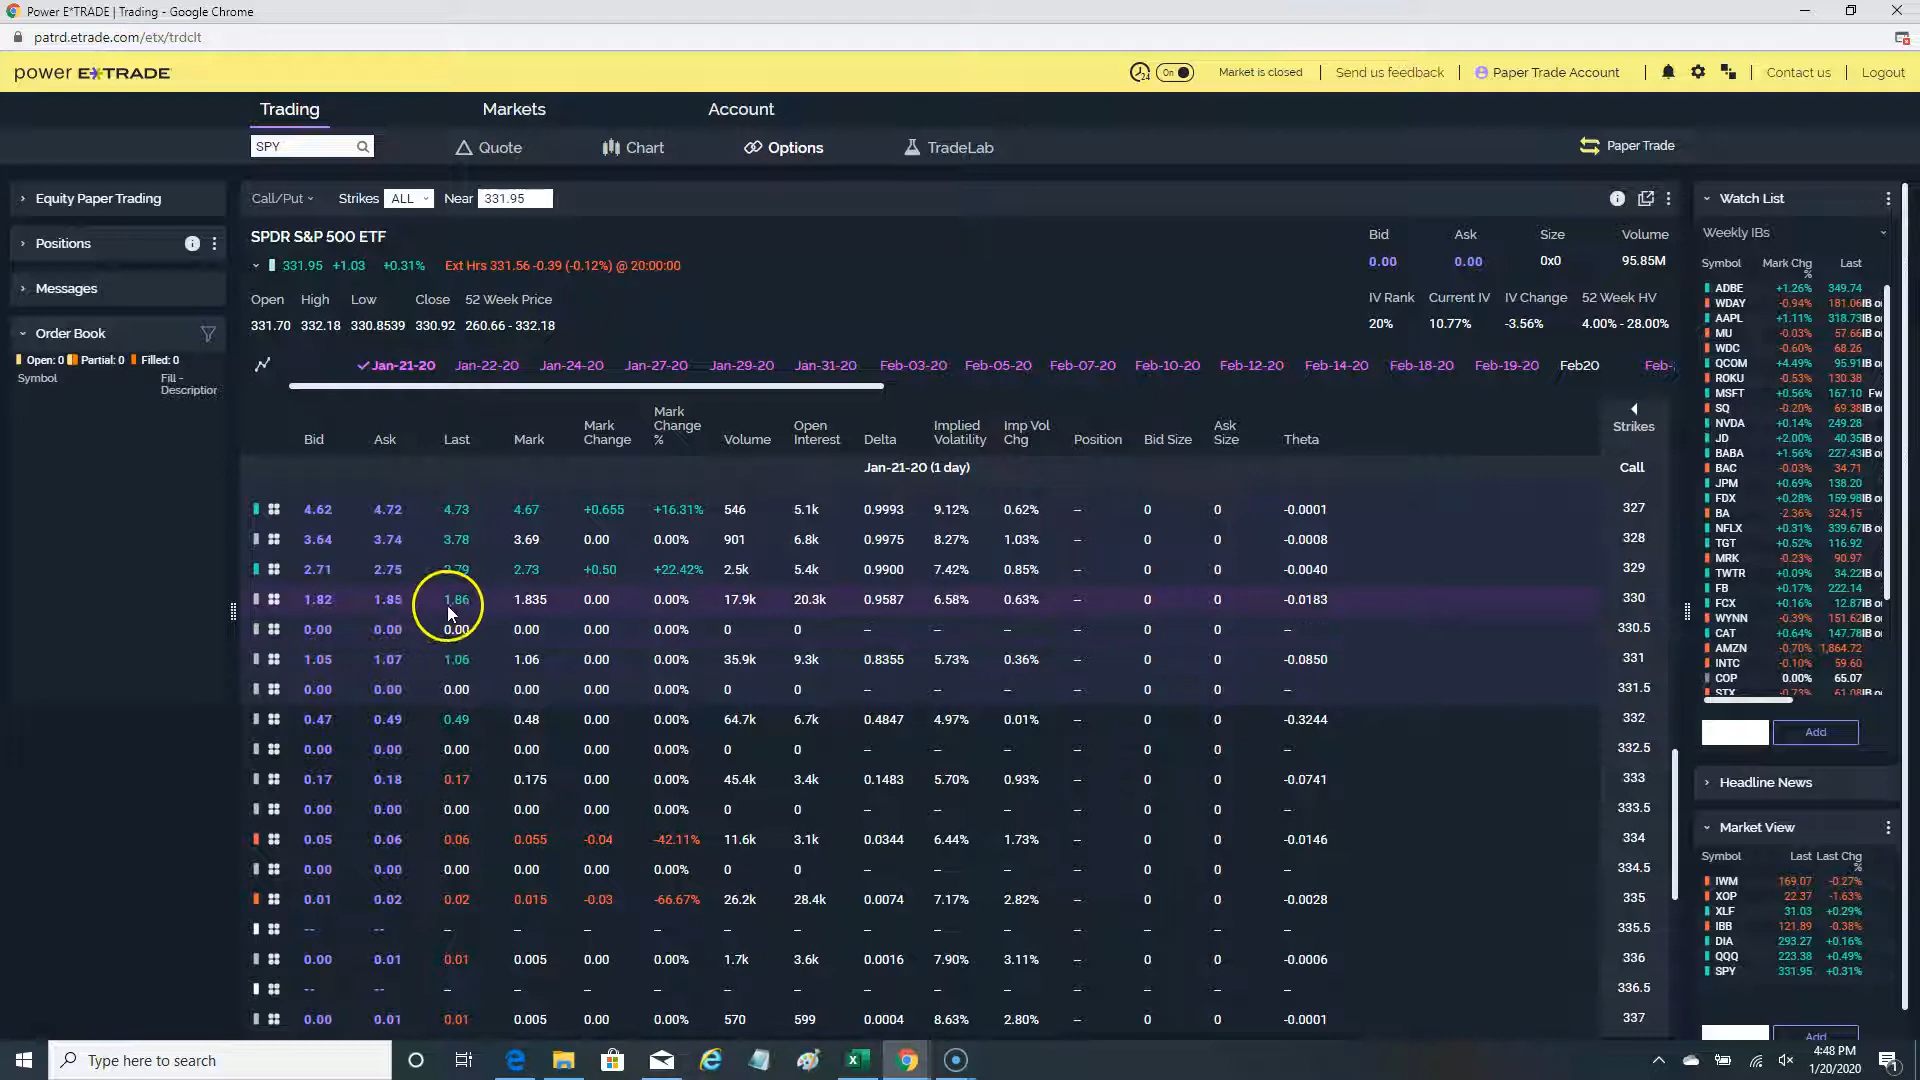 Power E*TRADE | Trading - Google Chrome
patrd.etrade.com/etx/trdclt
power E*TRADE
24 On Market is closed Send us feedback Paper Trade Account Contact us Logout
Trading Markets Account
SPY Quote Chart Options TradeLab Paper Trade
Equity Paper Trading
Positions
Messages
Order Book
Open: 0 Partial: 0 Filled: 0
Symbol Fill - Description
Call/Put Strikes ALL Near 331.95
SPDR S&P 500 ETF
331.95 +1.03 +0.31% Ext Hrs 331.56 -0.39 (-0.12%) @ 20:00:00
Open High Low Close 52 Week Price
331.70 332.18 330.8539 330.92 260.66 - 332.18
Bid Ask Size Volume
0.00 0.00 0x0 95.85M
IV Rank Current IV IV Change 52 Week HV
20% 10.77% -3.56% 4.00% - 28.00%
Jan-21-20 Jan-22-20 Jan-24-20 Jan-27-20 Jan-29-20 Jan-31-20 Feb-03-20 Feb-05-20 Feb-07-20 Feb-10-20 Feb-12-20 Feb-14-20 Feb-18-20 Feb-19-20 Feb20 Feb-
Bid Ask Last Mark Mark Change Mark Change % Volume Open Interest Delta Implied Volatility Imp Vol Chg Position Bid Size Ask Size Theta Strikes
Jan-21-20 (1 day) Call
4.62 4.72 4.73 4.67 +0.655 +16.31% 546 5.1k 0.9993 9.12% 0.62% – 0 0 -0.0001 327
3.64 3.74 3.78 3.69 0.00 0.00% 901 6.8k 0.9975 8.27% 1.03% – 0 0 -0.0008 328
2.71 2.75 2.79 2.73 +0.50 +22.42% 2.5k 5.4k 0.9900 7.42% 0.85% – 0 0 -0.0040 329
1.82 1.85 1.86 1.835 0.00 0.00% 17.9k 20.3k 0.9587 6.58% 0.63% – 0 0 -0.0183 330
0.00 0.00 0.00 0.00 0.00 0.00% 0 0 – – – – 0 0 – 330.5
1.05 1.07 1.06 1.06 0.00 0.00% 35.9k 9.3k 0.8355 5.73% 0.36% – 0 0 -0.0850 331
0.00 0.00 0.00 0.00 0.00 0.00% 0 0 – – – – 0 0 – 331.5
0.47 0.49 0.49 0.48 0.00 0.00% 64.7k 6.7k 0.4847 4.97% 0.01% – 0 0 -0.3244 332
0.00 0.00 0.00 0.00 0.00 0.00% 0 0 – – – – 0 0 – 332.5
0.17 0.18 0.17 0.175 0.00 0.00% 45.4k 3.4k 0.1483 5.70% 0.93% – 0 0 -0.0741 333
0.00 0.00 0.00 0.00 0.00 0.00% 0 0 – – – – 0 0 – 333.5
0.05 0.06 0.06 0.055 -0.04 -42.11% 11.6k 3.1k 0.0344 6.44% 1.73% – 0 0 -0.0146 334
0.00 0.00 0.00 0.00 0.00 0.00% 0 0 – – – – 0 0 – 334.5
0.01 0.02 0.02 0.015 -0.03 -66.67% 26.2k 28.4k 0.0074 7.17% 2.82% – 0 0 -0.0028 335
-- -- – – – – – – – – – – 0 0 – 335.5
0.00 0.01 0.01 0.005 0.00 0.00% 1.7k 3.6k 0.0016 7.90% 3.11% – 0 0 -0.0006 336
-- -- – – – – – – – – – – 0 0 – 336.5
0.00 0.01 0.01 0.005 0.00 0.00% 570 599 0.0004 8.63% 2.80% – 0 0 -0.0001 337
Watch List
Weekly IBs
Symbol Mark Chg % Last
ADBE +1.26% 349.74
WDAY -0.94% 181.06 IB o
AAPL +1.11% 318.73 IB o
MU -0.03% 57.66 IB o
WDC -0.60% 68.26
QCOM +4.49% 95.91 IB o
ROKU -0.53% 130.38
MSFT +0.56% 167.10 Fw
SQ -0.20% 69.38 IB o
NVDA +0.14% 249.28
JD +2.00% 40.35 IB o
BABA +1.56% 227.43 IB o
BAC -0.03% 34.71
JPM +0.69% 138.20
FDX +0.28% 159.98 IB o
BA -2.36% 324.15
NFLX +0.31% 339.67 IB o
TGT +0.52% 116.92
MRK -0.23% 90.97
TWTR +0.09% 34.22 IB o
FB +0.17% 222.14
FCX +0.16% 12.87 IB o
WYNN -0.39% 151.62 IB o
CAT +0.64% 147.78 IB o
AMZN -0.70% 1,864.72
INTC -0.10% 59.60
COP 0.00% 65.07
STX -0.73% 61.08 IB o
Add
Headline News
Market View
Symbol Last Last Chg %
IWM 169.07 -0.27%
XOP 22.37 -1.63%
XLF 31.03 +0.29%
IBB 121.89 -0.38%
DIA 293.27 +0.16%
QQQ 223.38 +0.49%
SPY 331.95 +0.31%
Add
Type here to search
4:48 PM
1/20/2020
1